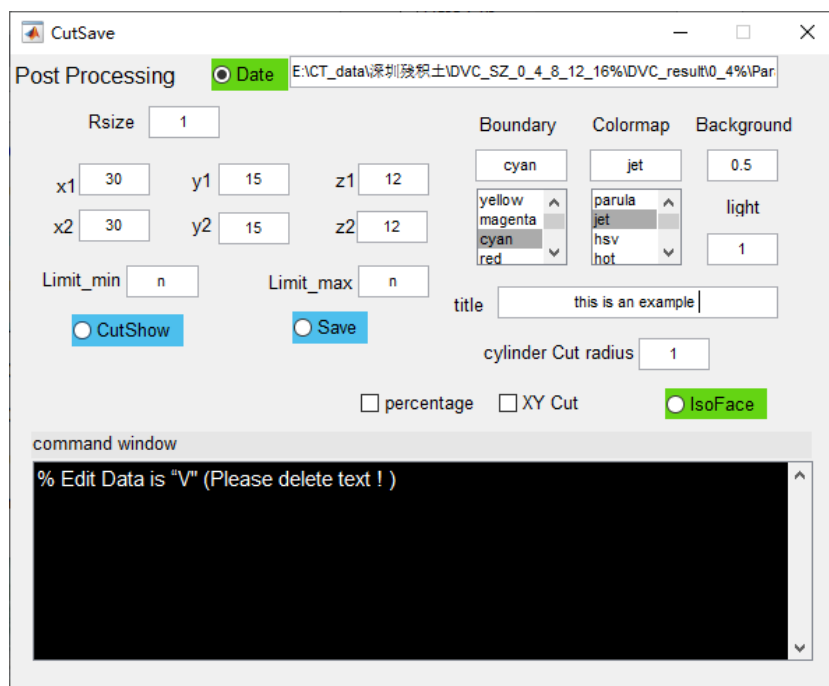 CutSave
Post Processing
Date
E:\CT_data\深圳残积土\DVC_SZ_0_4_8_12_16%\DVC_result\0_4%\Par
Rsize 1
Boundary Colormap Background
cyan jet 0.5
x1 30 y1 15 z1 12
x2 30 y2 15 z2 12
yellow
magenta
cyan
red
parula
jet
hsv
hot
light
1
Limit_min n Limit_max n
title this is an example
CutShow Save
cylinder Cut radius 1
percentage XY Cut IsoFace
command window
% Edit Data is “V" (Please delete text ! )